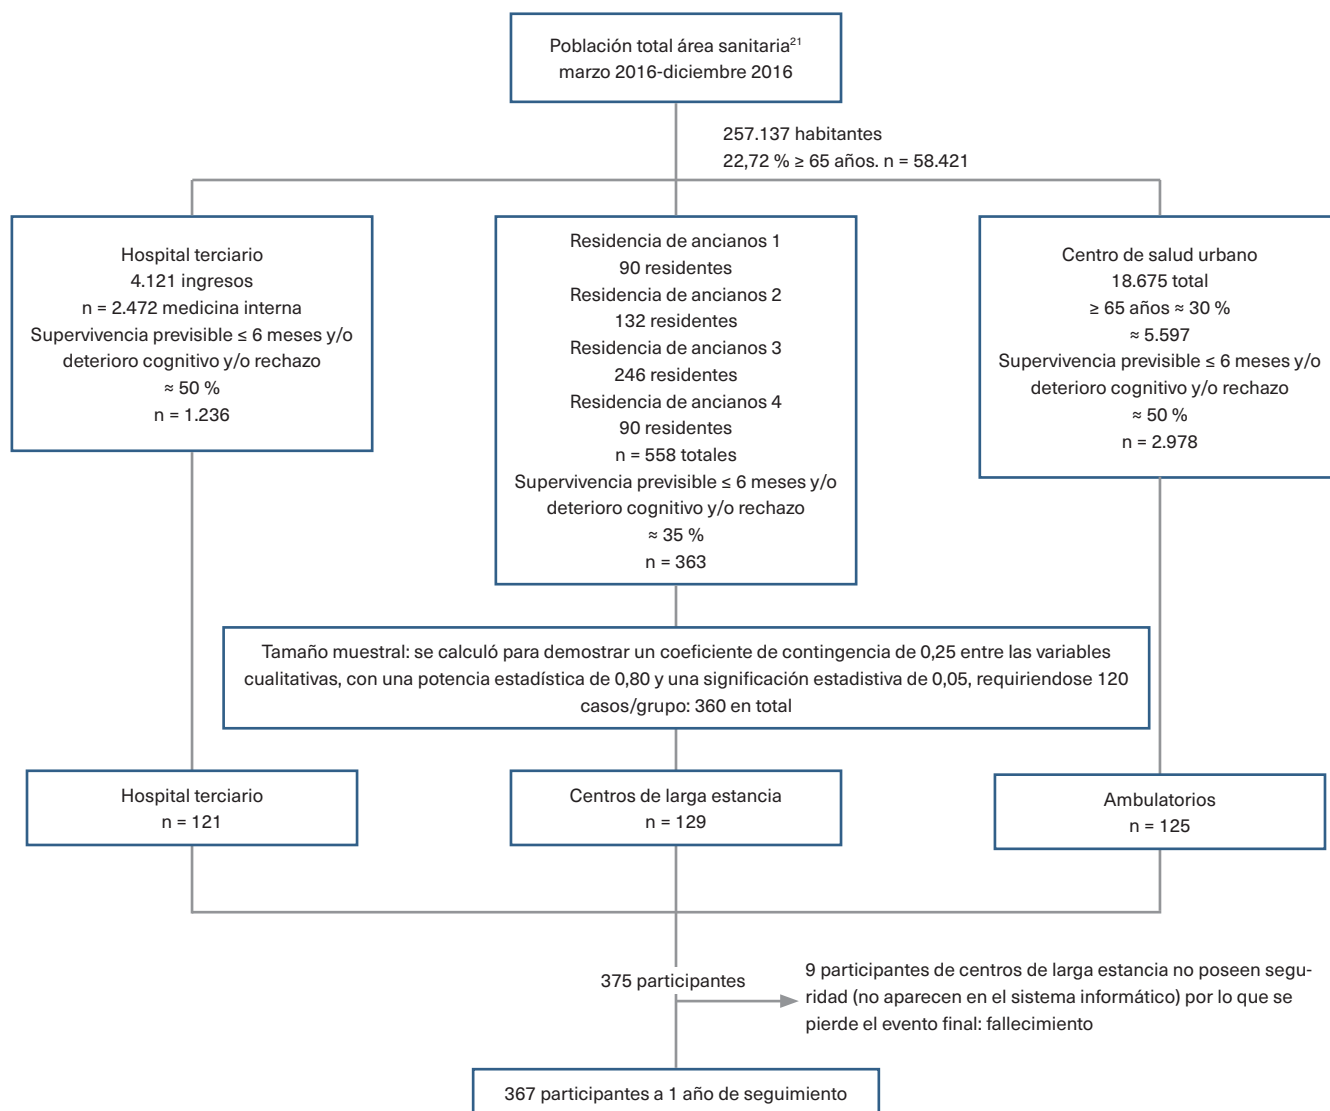 Población total área sanitaria21
marzo 2016-diciembre 2016
257.137 habitantes
22,72 % ≥ 65 años. n = 58.421
Hospital terciario
4.121 ingresos
n = 2.472 medicina interna
Supervivencia previsible ≤ 6 meses y/o
deterioro cognitivo y/o rechazo
≈ 50 %
n = 1.236
Residencia de ancianos 1
90 residentes
Residencia de ancianos 2
132 residentes
Residencia de ancianos 3
246 residentes
Residencia de ancianos 4
90 residentes
n = 558 totales
Supervivencia previsible ≤ 6 meses y/o
deterioro cognitivo y/o rechazo
≈ 35 %
n = 363
Centro de salud urbano
18.675 total
≥ 65 años ≈ 30 %
≈ 5.597
Supervivencia previsible ≤ 6 meses y/o
deterioro cognitivo y/o rechazo
≈ 50 %
n = 2.978
Tamaño muestral: se calculó para demostrar un coeficiente de contingencia de 0,25 entre las variables
cualitativas, con una potencia estadística de 0,80 y una significación estadistiva de 0,05, requiriendose 120
casos/grupo: 360 en total
Hospital terciario
n = 121
Centros de larga estancia
n = 129
Ambulatorios
n = 125
375 participantes
9 participantes de centros de larga estancia no poseen segu-
ridad (no aparecen en el sistema informático) por lo que se
pierde el evento final: fallecimiento
367 participantes a 1 año de seguimiento